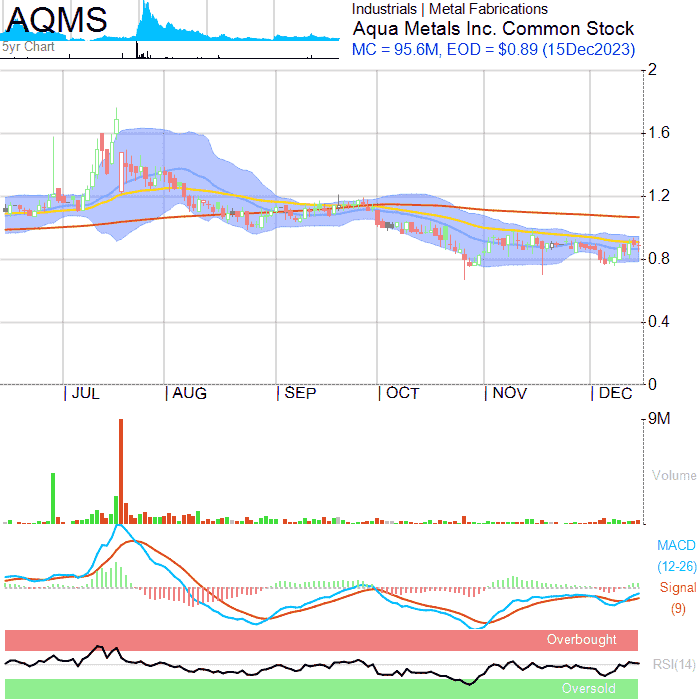 AQMS
5yr Chart
Industrials | Metal Fabrications
Aqua Metals Inc. Common Stock
MC = 95.6M, EOD = $0.89 (15Dec2023)
2
1.6
1.2
0.8
0.4
0
JUL AUG SEP OCT NOV DEC
9M
Volume
MACD
(12-26)
Signal
(9)
Overbought
RSI(14)
Oversold